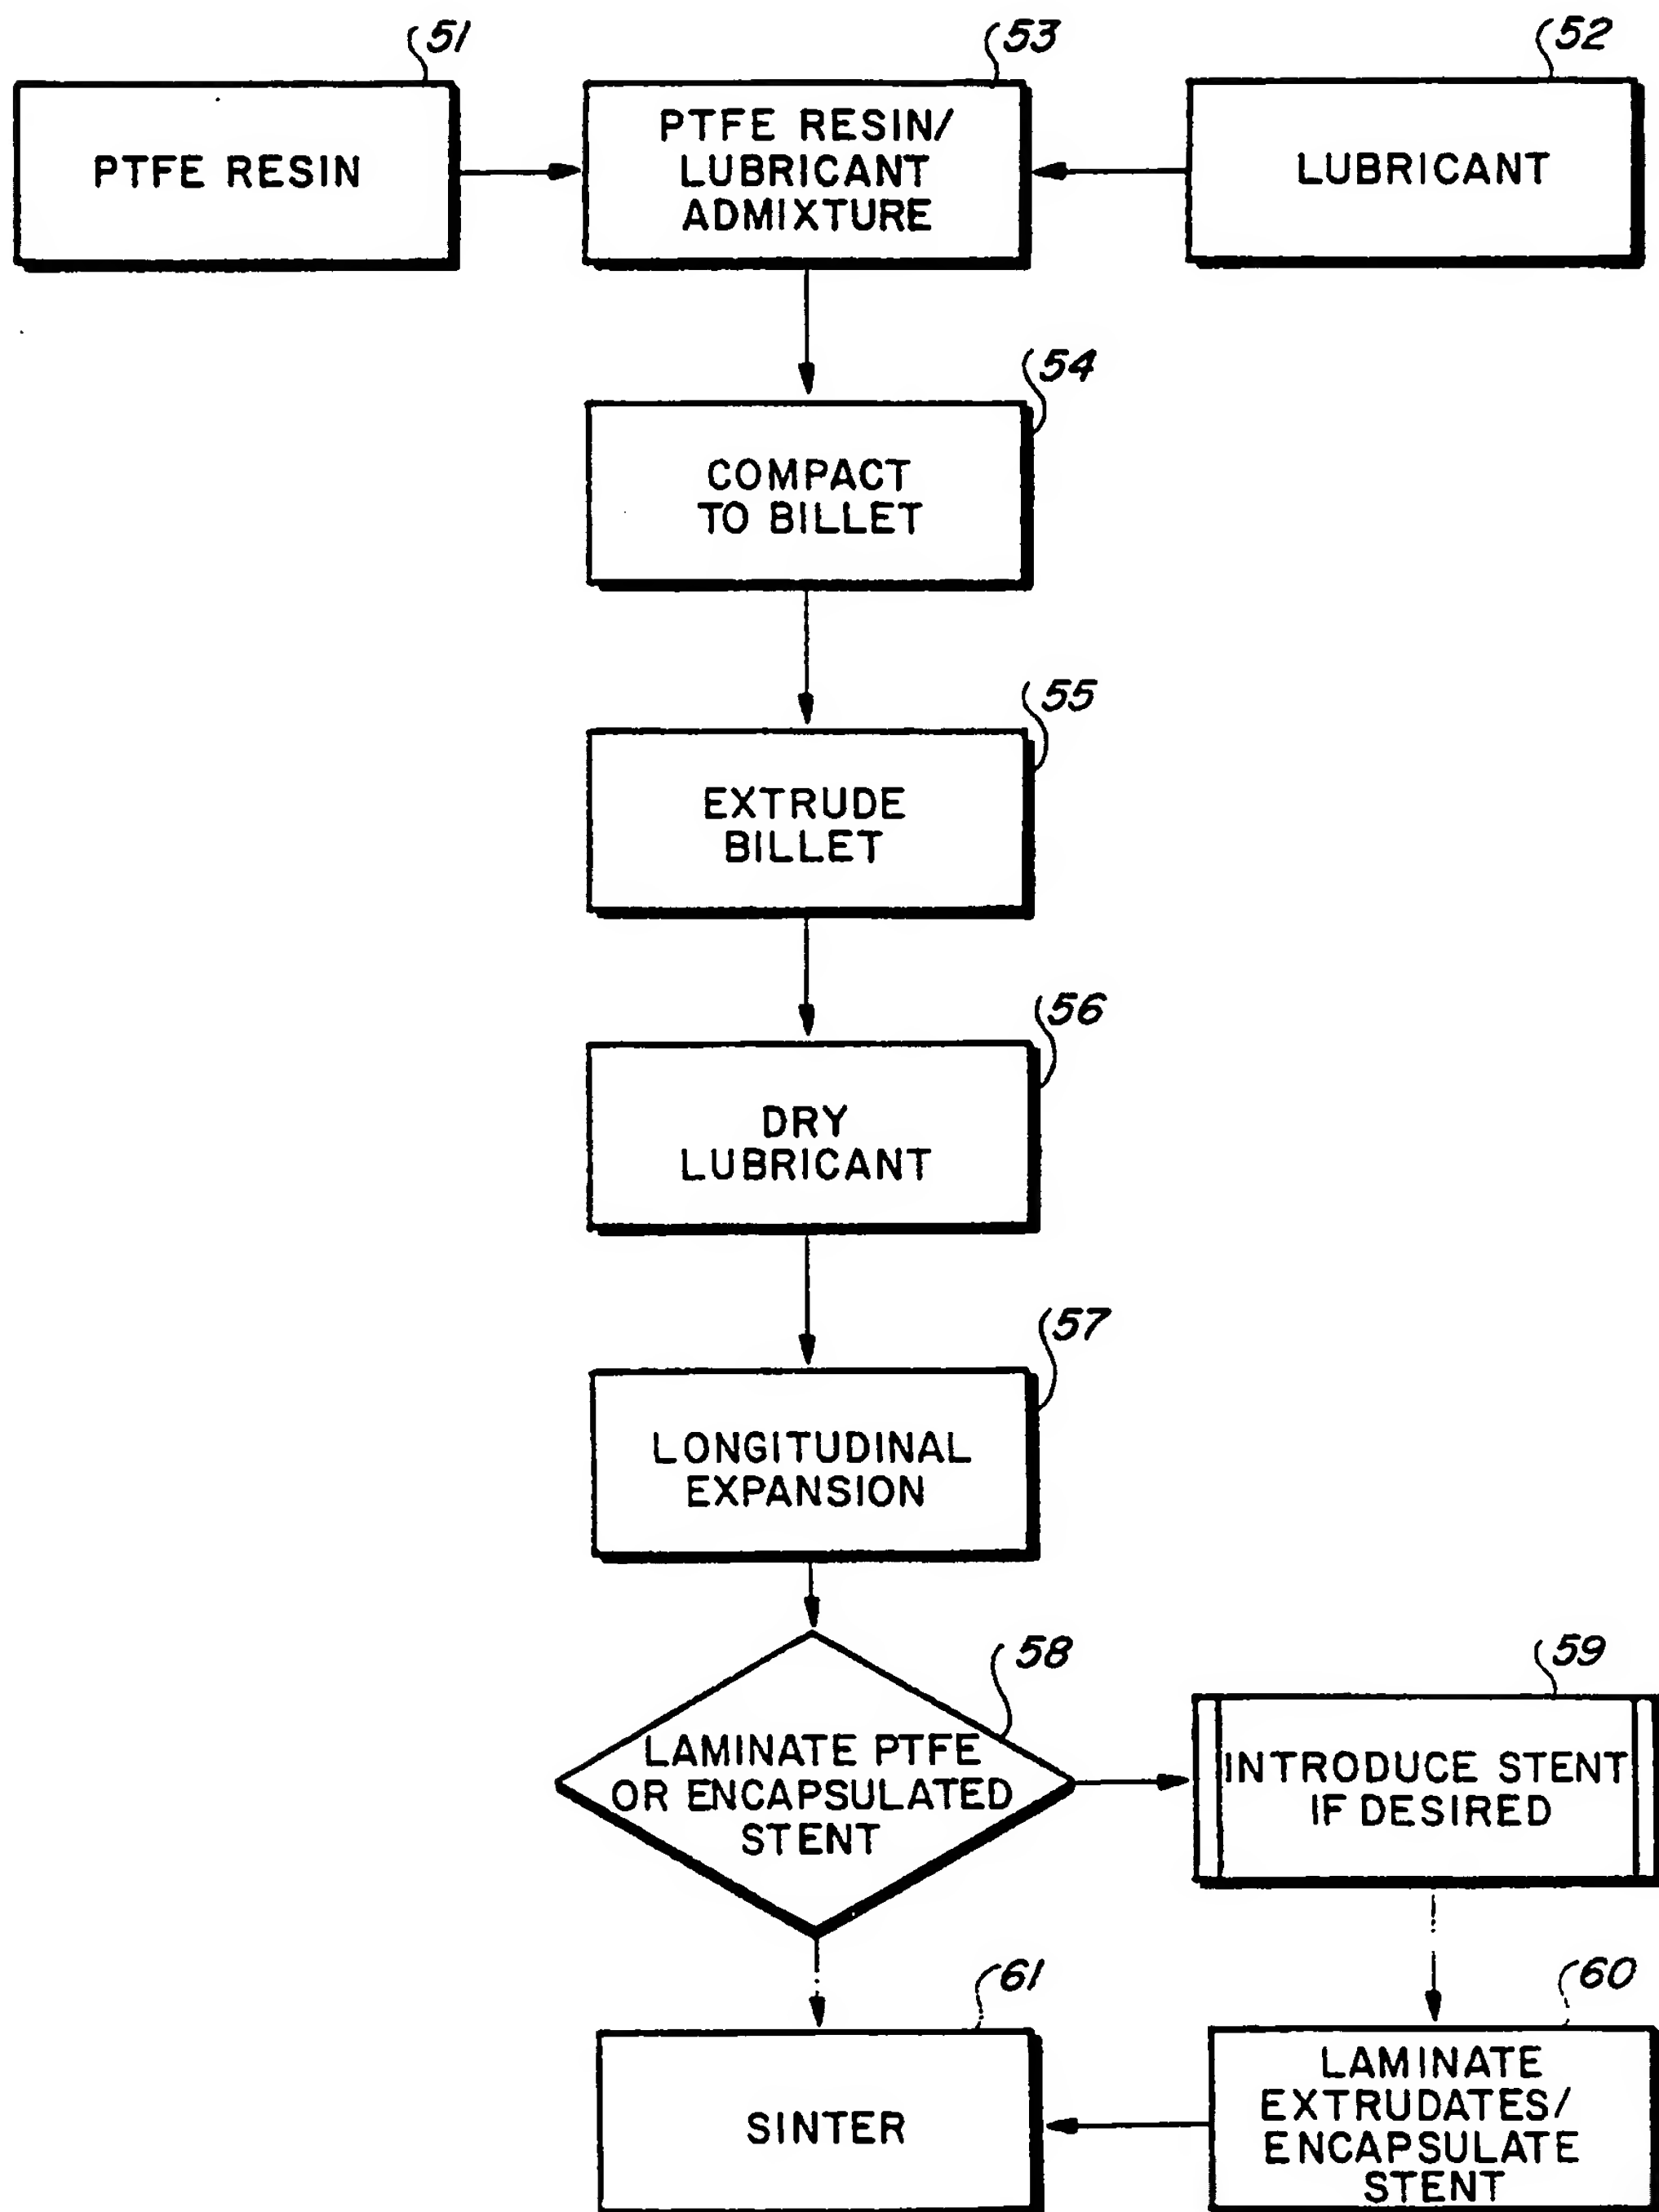 51
53
52
PTFE RESIN
PTFE RESIN/
LUBRICANT
ADMIXTURE
LUBRICANT
54
COMPACT
TO BILLET
55
EXTRUDE
BILLET
56
DRY
LUBRICANT
57
LONGITUDINAL
EXPANSION
58
LAMINATE PTFE
OR ENCAPSULATED
STENT
59
INTRODUCE STENT
IF DESIRED
61
SINTER
60
LAMINATE
EXTRUDATES/
ENCAPSULATE
STENT